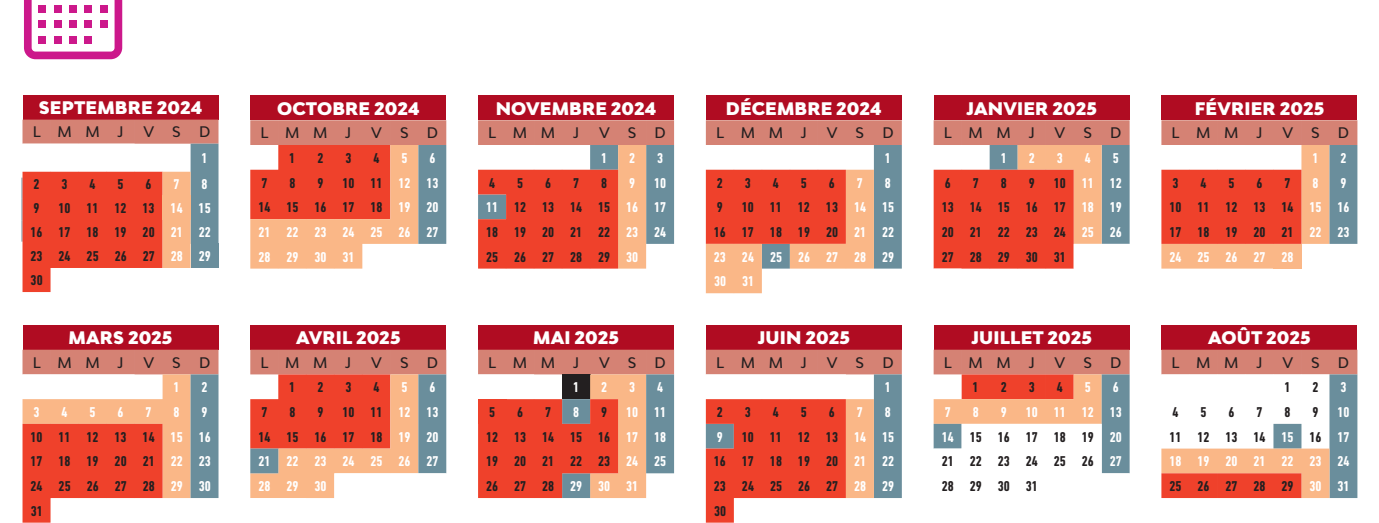 SEPTEMBRE 2024
L M M J V S D
1
2 3 4 5 6 7 8
9 10 11 12 13 14 15
16 17 18 19 20 21 22
23 24 25 26 27 28 29
30
OCTOBRE 2024
L M M J V S D
1 2 3 4 5 6
7 8 9 10 11 12 13
14 15 16 17 18 19 20
21 22 23 24 25 26 27
28 29 30 31
NOVEMBRE 2024
L M M J V S D
1 2 3
4 5 6 7 8 9 10
11 12 13 14 15 16 17
18 19 20 21 22 23 24
25 26 27 28 29 30
DÉCEMBRE 2024
L M M J V S D
1
2 3 4 5 6 7 8
9 10 11 12 13 14 15
16 17 18 19 20 21 22
23 24 25 26 27 28 29
30 31
JANVIER 2025
L M M J V S D
1 2 3 4 5
6 7 8 9 10 11 12
13 14 15 16 17 18 19
20 21 22 23 24 25 26
27 28 29 30 31
FÉVRIER 2025
L M M J V S D
1 2
3 4 5 6 7 8 9
10 11 12 13 14 15 16
17 18 19 20 21 22 23
24 25 26 27 28
MARS 2025
L M M J V S D
1 2
3 4 5 6 7 8 9
10 11 12 13 14 15 16
17 18 19 20 21 22 23
24 25 26 27 28 29 30
31
AVRIL 2025
L M M J V S D
1 2 3 4 5 6
7 8 9 10 11 12 13
14 15 16 17 18 19 20
21 22 23 24 25 26 27
28 29 30
MAI 2025
L M M J V S D
1 2 3 4
5 6 7 8 9 10 11
12 13 14 15 16 17 18
19 20 21 22 23 24 25
26 27 28 29 30 31
JUIN 2025
L M M J V S D
1
2 3 4 5 6 7 8
9 10 11 12 13 14 15
16 17 18 19 20 21 22
23 24 25 26 27 28 29
30
JUILLET 2025
L M M J V S D
1 2 3 4 5 6
7 8 9 10 11 12 13
14 15 16 17 18 19 20
21 22 23 24 25 26 27
28 29 30 31
AOÛT 2025
L M M J V S D
1 2 3
4 5 6 7 8 9 10
11 12 13 14 15 16 17
18 19 20 21 22 23 24
25 26 27 28 29 30 31